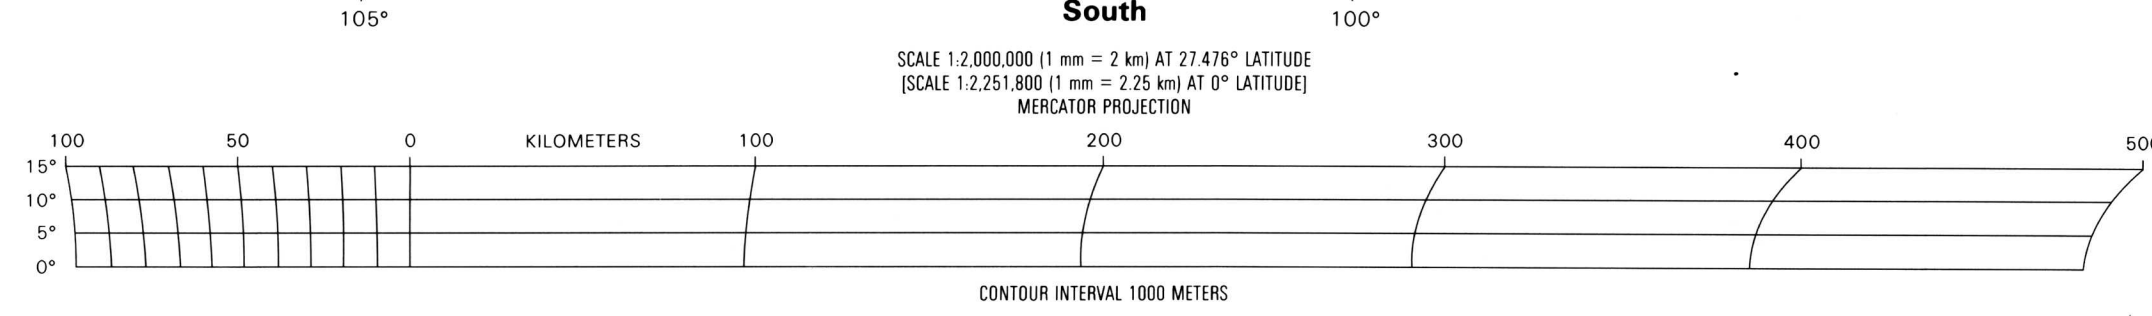 105° South 100°
SCALE 1:2,000,000 (1 mm = 2 km) AT 27.476° LATITUDE
[SCALE 1:2,251,800 (1 mm = 2.25 km) AT 0° LATITUDE]
MERCATOR PROJECTION
100 50 0 KILOMETERS 100 200 300 400 500
15°
10°
5°
0°
CONTOUR INTERVAL 1000 METERS